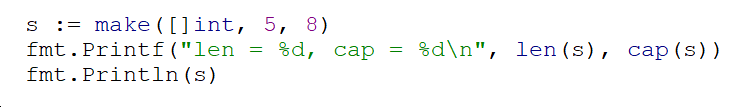 s := make([]int, 5, 8)
fmt.Printf("len = %d, cap = %d\n", len(s), cap(s))
fmt.Println(s)